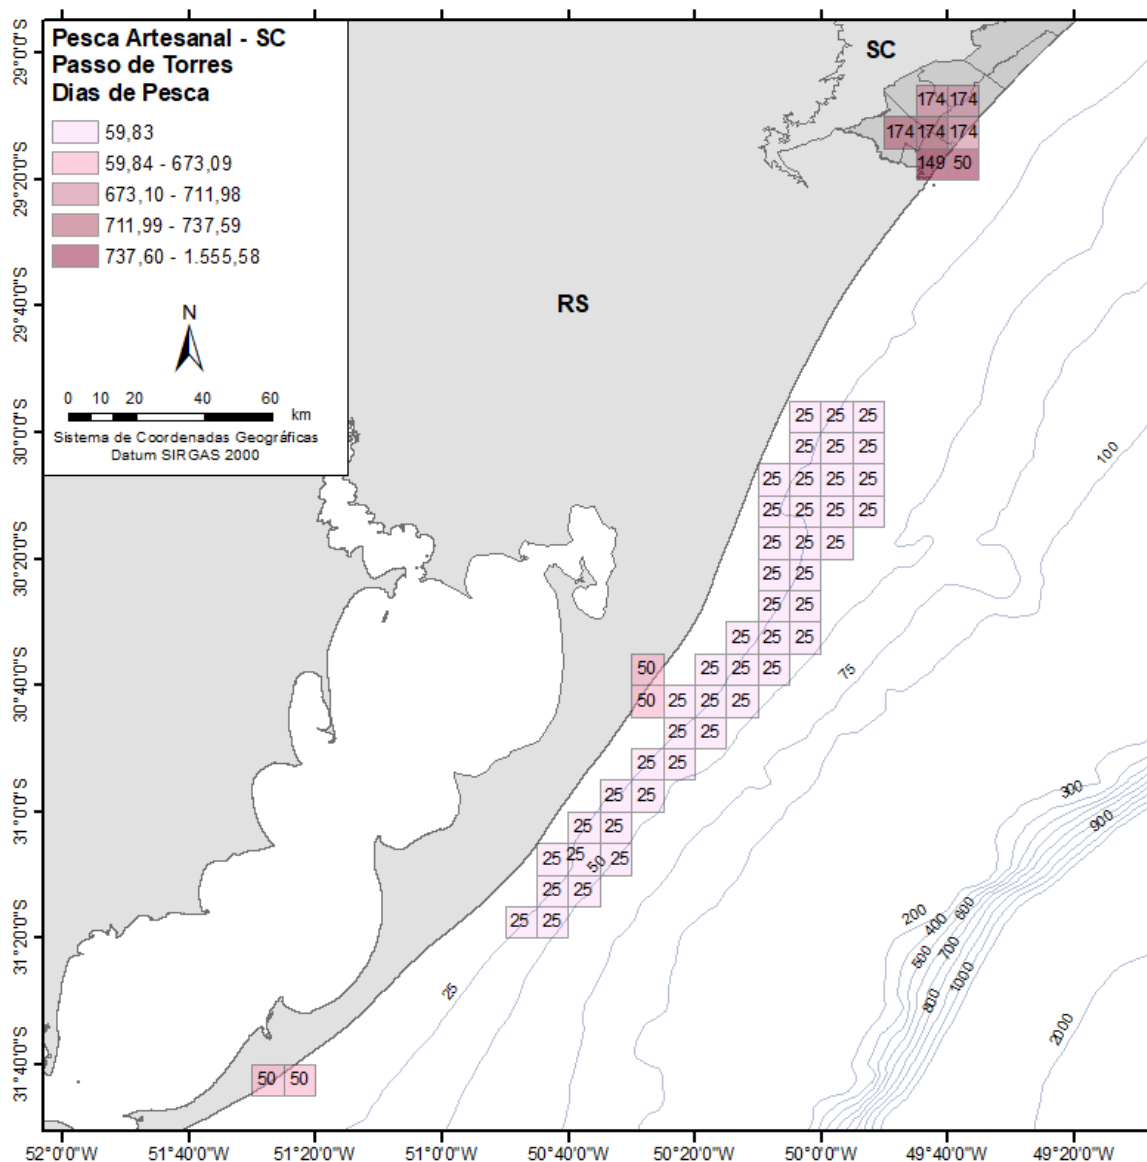 Pesca Artesanal - SC
Passo de Torres
Dias de Pesca
59,83
59,84 - 673,09
673,10 - 711,98
711,99 - 737,59
737,60 - 1.555,58
N
0 10 20 40 60 km
Sistema de Coordenadas Geográficas
Datum SIRGAS 2000
SC
RS
174 174
174 174 174
149 50
25 25 25
25 25 25
25 25 25 25
25 25 25 25
25 25 25
25 25
25 25
25 25 25
50 25 25 25
50 25 25 25
25 25
25 25
25 25
25 25
25 25 25
25 25
25 25
50 50
25
50
75
100
200
300
400
500
600
700
800
900
1000
2000
29°0'0"S
29°20'0"S
29°40'0"S
30°0'0"S
30°20'0"S
30°40'0"S
31°0'0"S
31°20'0"S
31°40'0"S
52°0'0"W 51°40'0"W 51°20'0"W 51°0'0"W 50°40'0"W 50°20'0"W 50°0'0"W 49°40'0"W 49°20'0"W